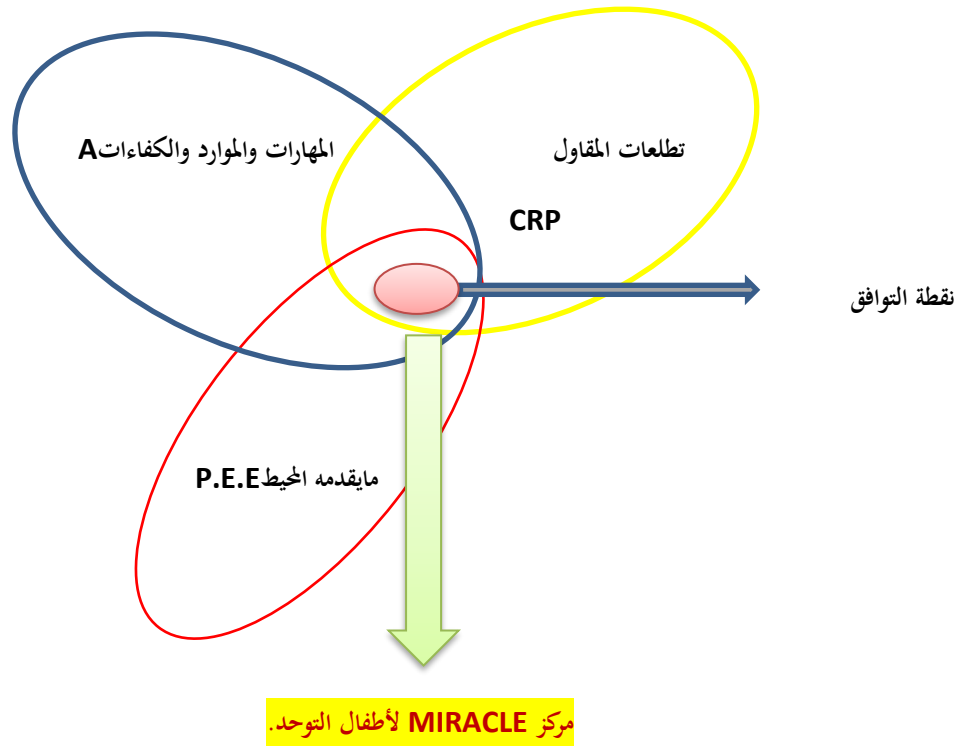 تطلعات المقاول
المهارات والموارد والكفاءاتA
CRP
نقطة التوافق
مايقدمه المحيطP.E.E
مركز MIRACLE لأطفال التوحد.